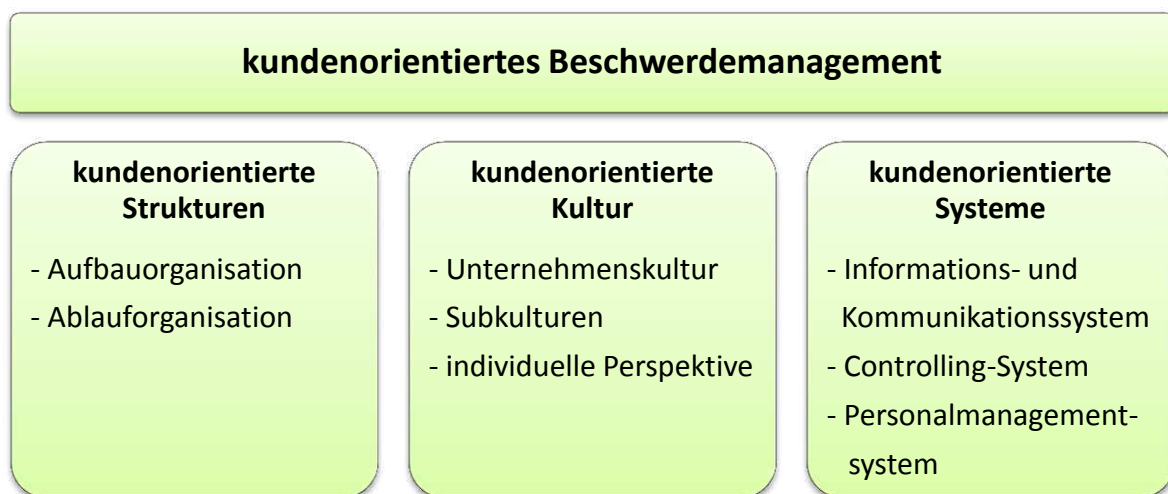 kundenorientiertes Beschwerdemanagement
kundenorientierte
Strukturen
- Aufbauorganisation
- Ablauforganisation
kundenorientierte
Kultur
- Unternehmenskultur
- Subkulturen
- individuelle Perspektive
kundenorientierte
Systeme
- Informations- und
Kommunikationssystem
- Controlling-System
- Personalmanagement-
system